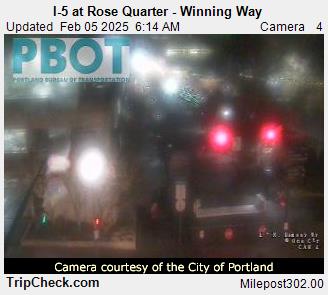 I-5 at Rose Quarter - Winning Way
Updated Feb 05 2025 6:14 AM Camera 4
PBOT
PORTLAND BUREAU OF TRANSPORTATION
Camera courtesy of the City of Portland
TripCheck.com Milepost302.00